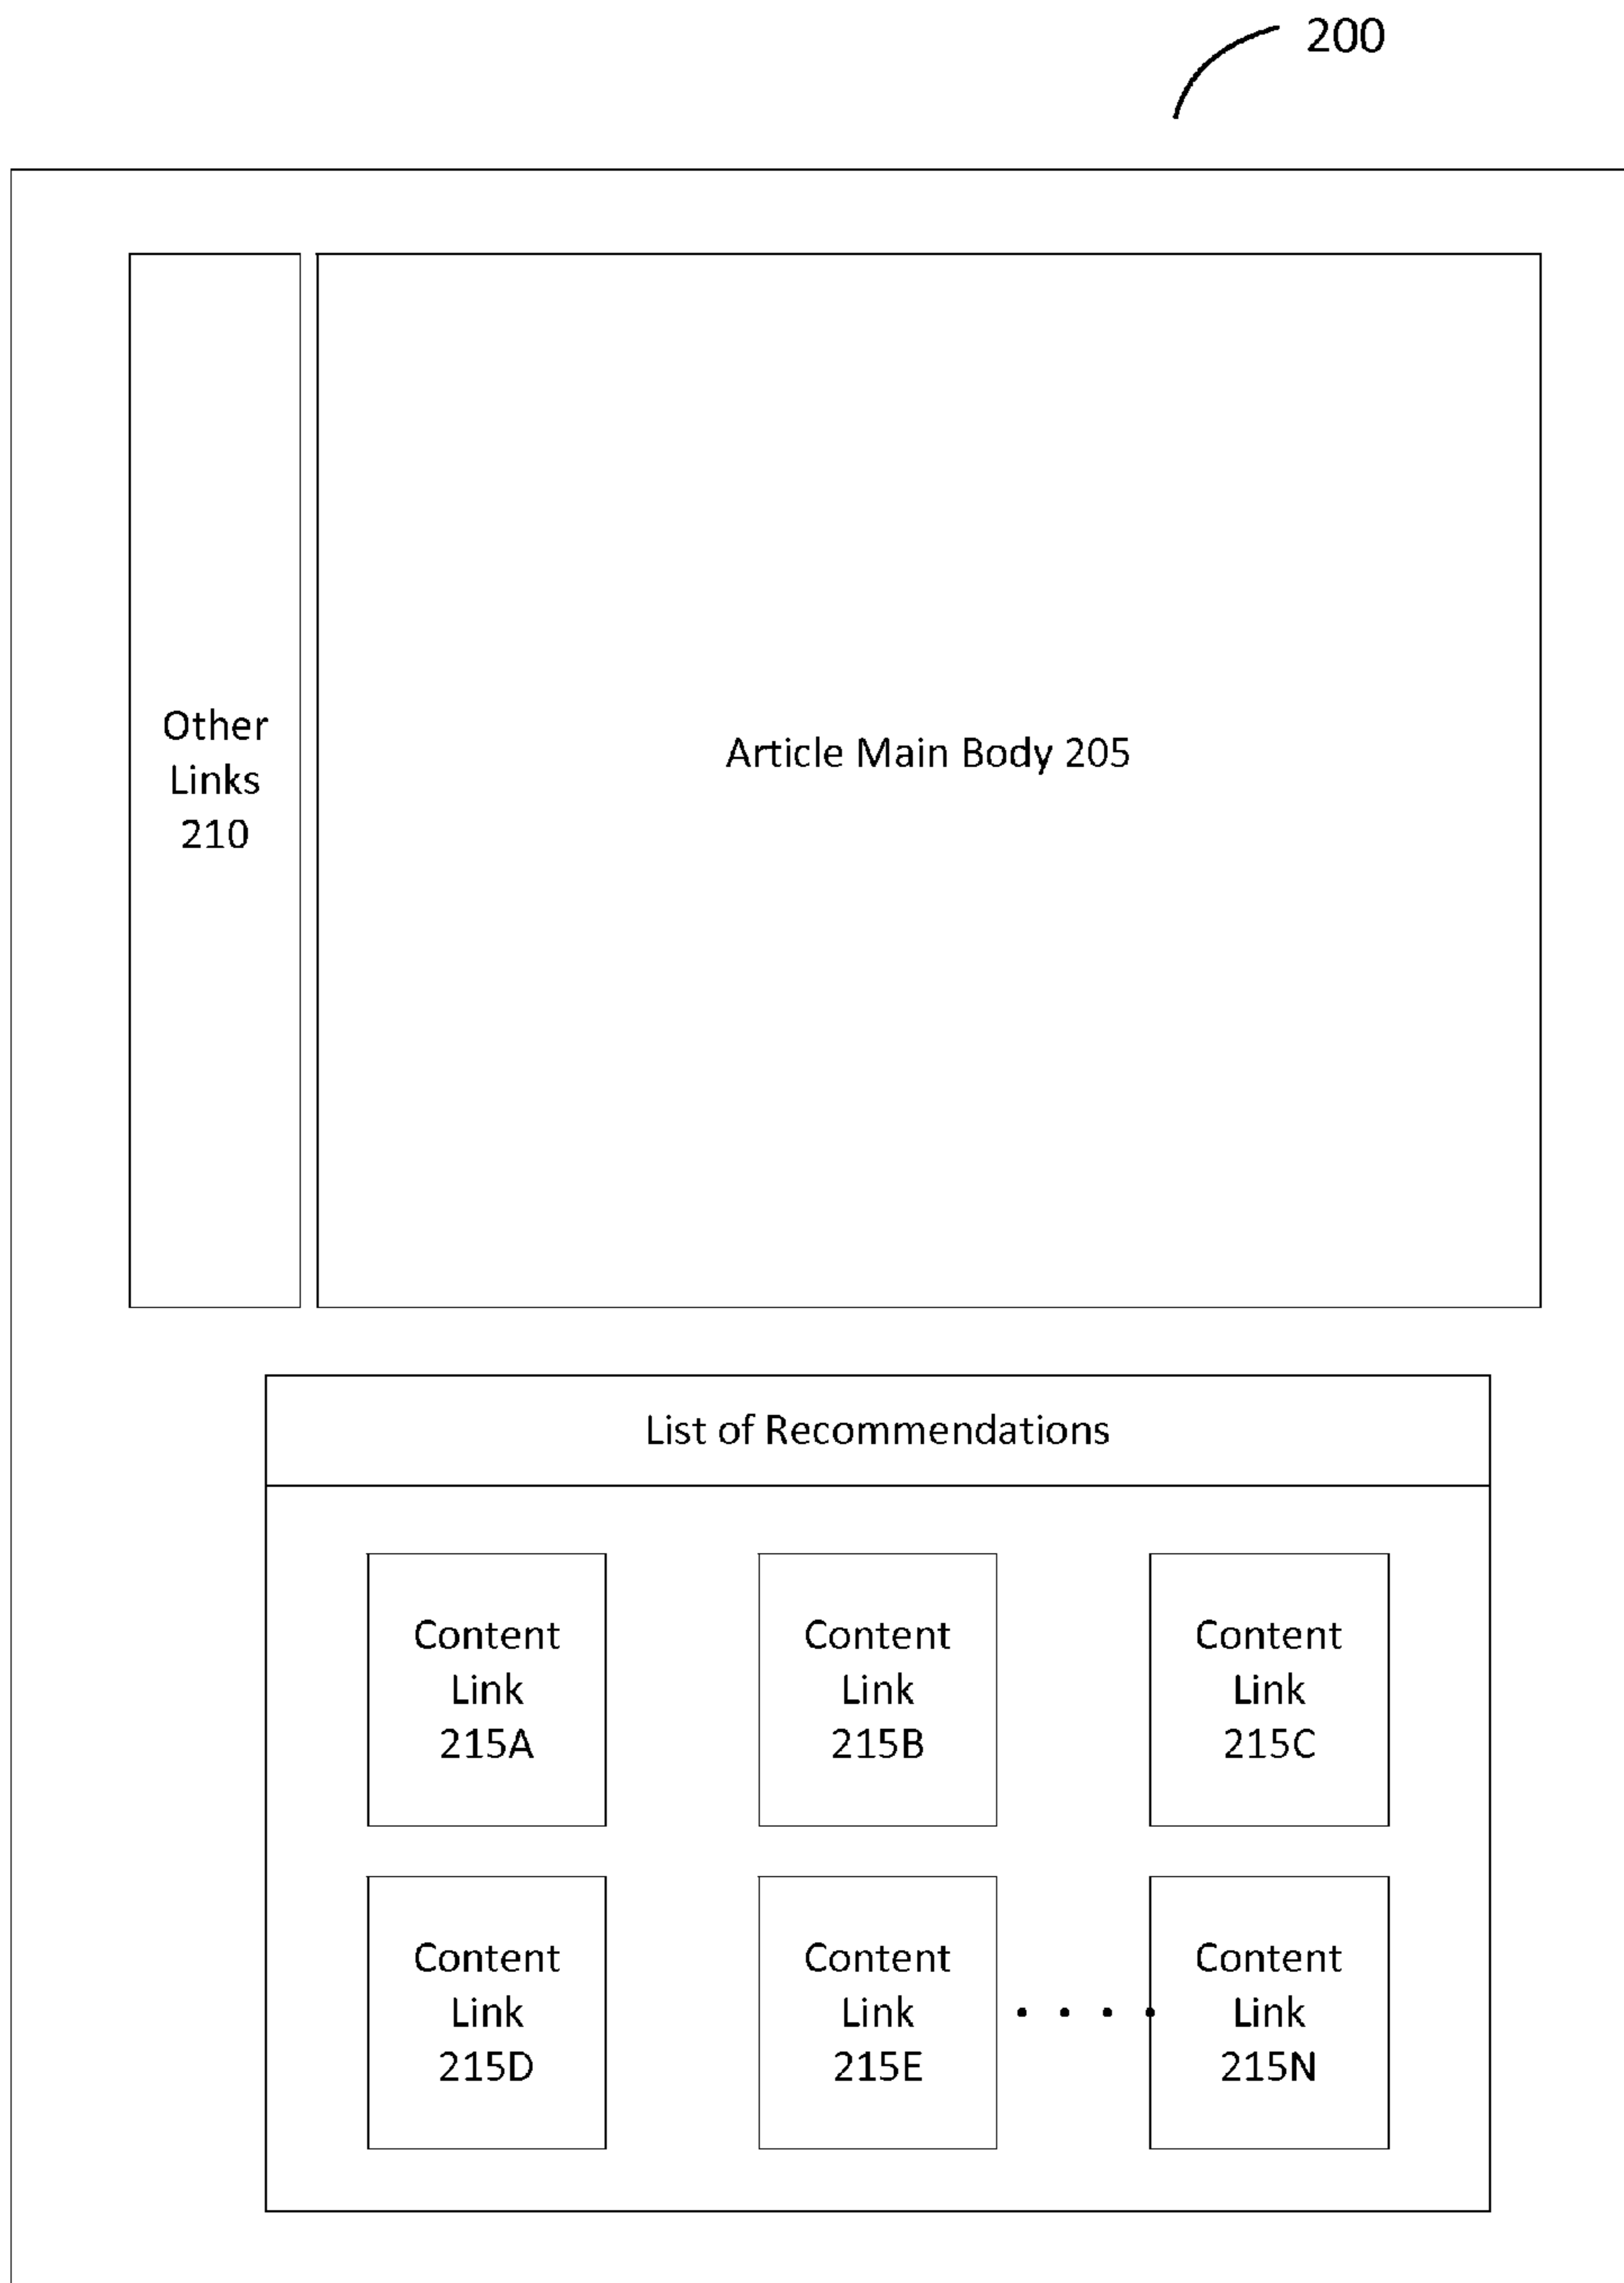 200
Other
Links
210
Article Main Body 205
List of Recommendations
Content
Link
215A
Content
Link
215B
Content
Link
215C
Content
Link
215D
Content
Link
215E
. . . .
Content
Link
215N